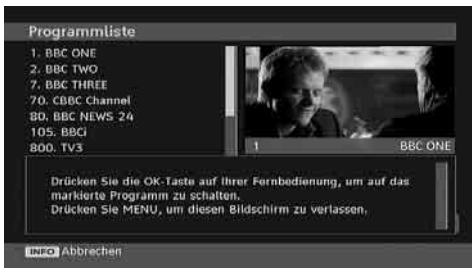 Programmliste
1. BBC ONE
2. BBC TWO
7. BBC THREE
70. CBBC Channel
80. BBC NEWS 24
105. BBCi
800. TV3
1 BBC ONE
Drücken Sie die OK-Taste auf Ihrer Fernbedienung, um auf das
markierte Programm zu schalten.
Drücken Sie MENU, um diesen Bildschirm zu verlassen.
INFO Abbrechen